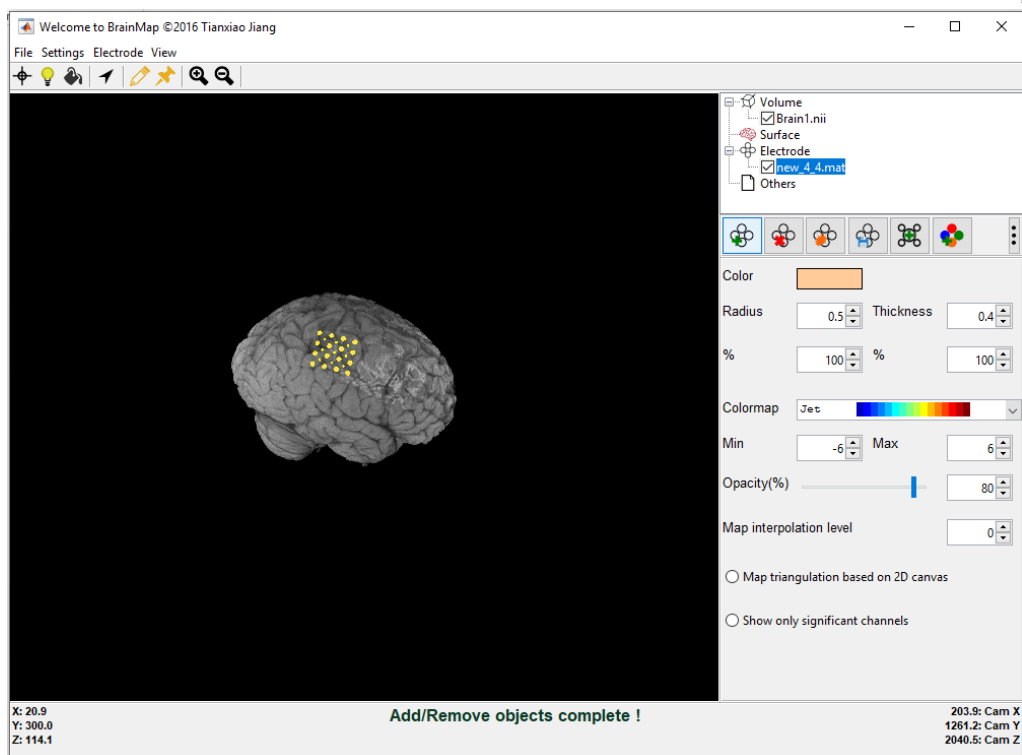 Welcome to BrainMap ©2016 Tianxiao Jiang
File Settings Electrode View
Volume
Brain1.nii
Surface
Electrode
new_4_4.mat
Others
Color
Radius 0.5 Thickness 0.4
% 100 % 100
Colormap Jet
Min -6 Max 6
Opacity(%) 80
Map interpolation level 0
Map triangulation based on 2D canvas
Show only significant channels
X: 20.9
Y: 300.0
Z: 114.1
Add/Remove objects complete !
203.9: Cam X
1261.2: Cam Y
2040.5: Cam Z